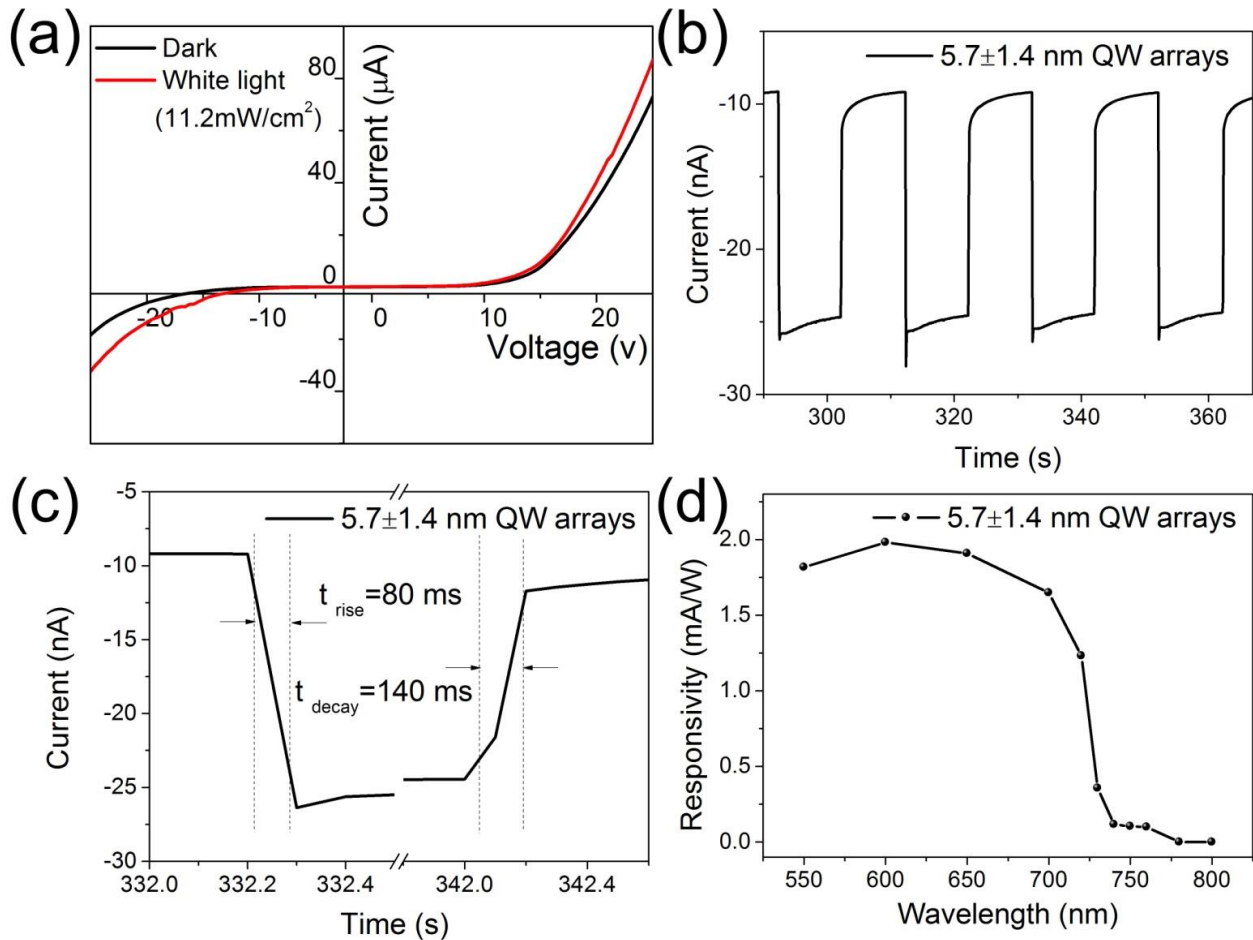 (a)
Dark
White light
(11.2mW/cm²)
Current (μA)
80
40
0
-40
-20
-10
0
10
20
Voltage (v)
(b)
5.7±1.4 nm QW arrays
Current (nA)
-10
-20
-30
300
320
340
360
Time (s)
(c)
5.7±1.4 nm QW arrays
Current (nA)
-5
-10
-15
-20
-25
-30
t rise=80 ms
t decay=140 ms
332.0
332.2
332.4
342.0
342.4
Time (s)
(d)
5.7±1.4 nm QW arrays
Responsivity (mA/W)
2.0
1.5
1.0
0.5
0.0
550
600
650
700
750
800
Wavelength (nm)